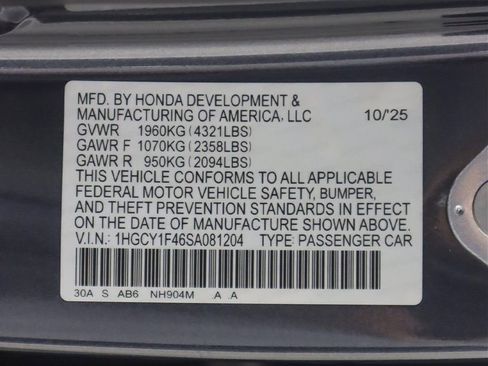 MFD. BY HONDA DEVELOPMENT &
MANUFACTURING OF AMERICA, LLC 10/'25
GVWR 1960KG (4321LBS)
GAWR F 1070KG (2358LBS)
GAWR R 950KG (2094LBS)
THIS VEHICLE CONFORMS TO ALL APPLICABLE
FEDERAL MOTOR VEHICLE SAFETY, BUMPER,
AND THEFT PREVENTION STANDARDS IN EFFECT
ON THE DATE OF MANUFACTURE SHOWN ABOVE.
V.I.N.: 1HGCY1F46SA081204 TYPE: PASSENGER CAR
30A S AB6 NH904M .A .A